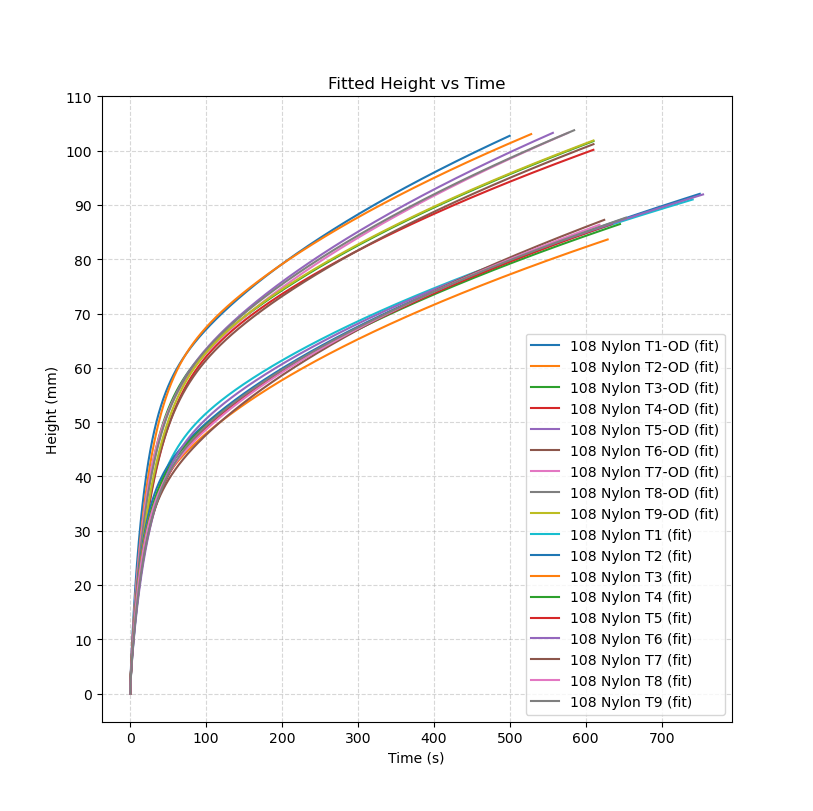 Fitted Height vs Time
110
100
90
80
70
60
50
40
30
20
10
0
Height (mm)
108 Nylon T1-OD (fit)
108 Nylon T2-OD (fit)
108 Nylon T3-OD (fit)
108 Nylon T4-OD (fit)
108 Nylon T5-OD (fit)
108 Nylon T6-OD (fit)
108 Nylon T7-OD (fit)
108 Nylon T8-OD (fit)
108 Nylon T9-OD (fit)
108 Nylon T1 (fit)
108 Nylon T2 (fit)
108 Nylon T3 (fit)
108 Nylon T4 (fit)
108 Nylon T5 (fit)
108 Nylon T6 (fit)
108 Nylon T7 (fit)
108 Nylon T8 (fit)
108 Nylon T9 (fit)
0 100 200 300 400 500 600 700
Time (s)